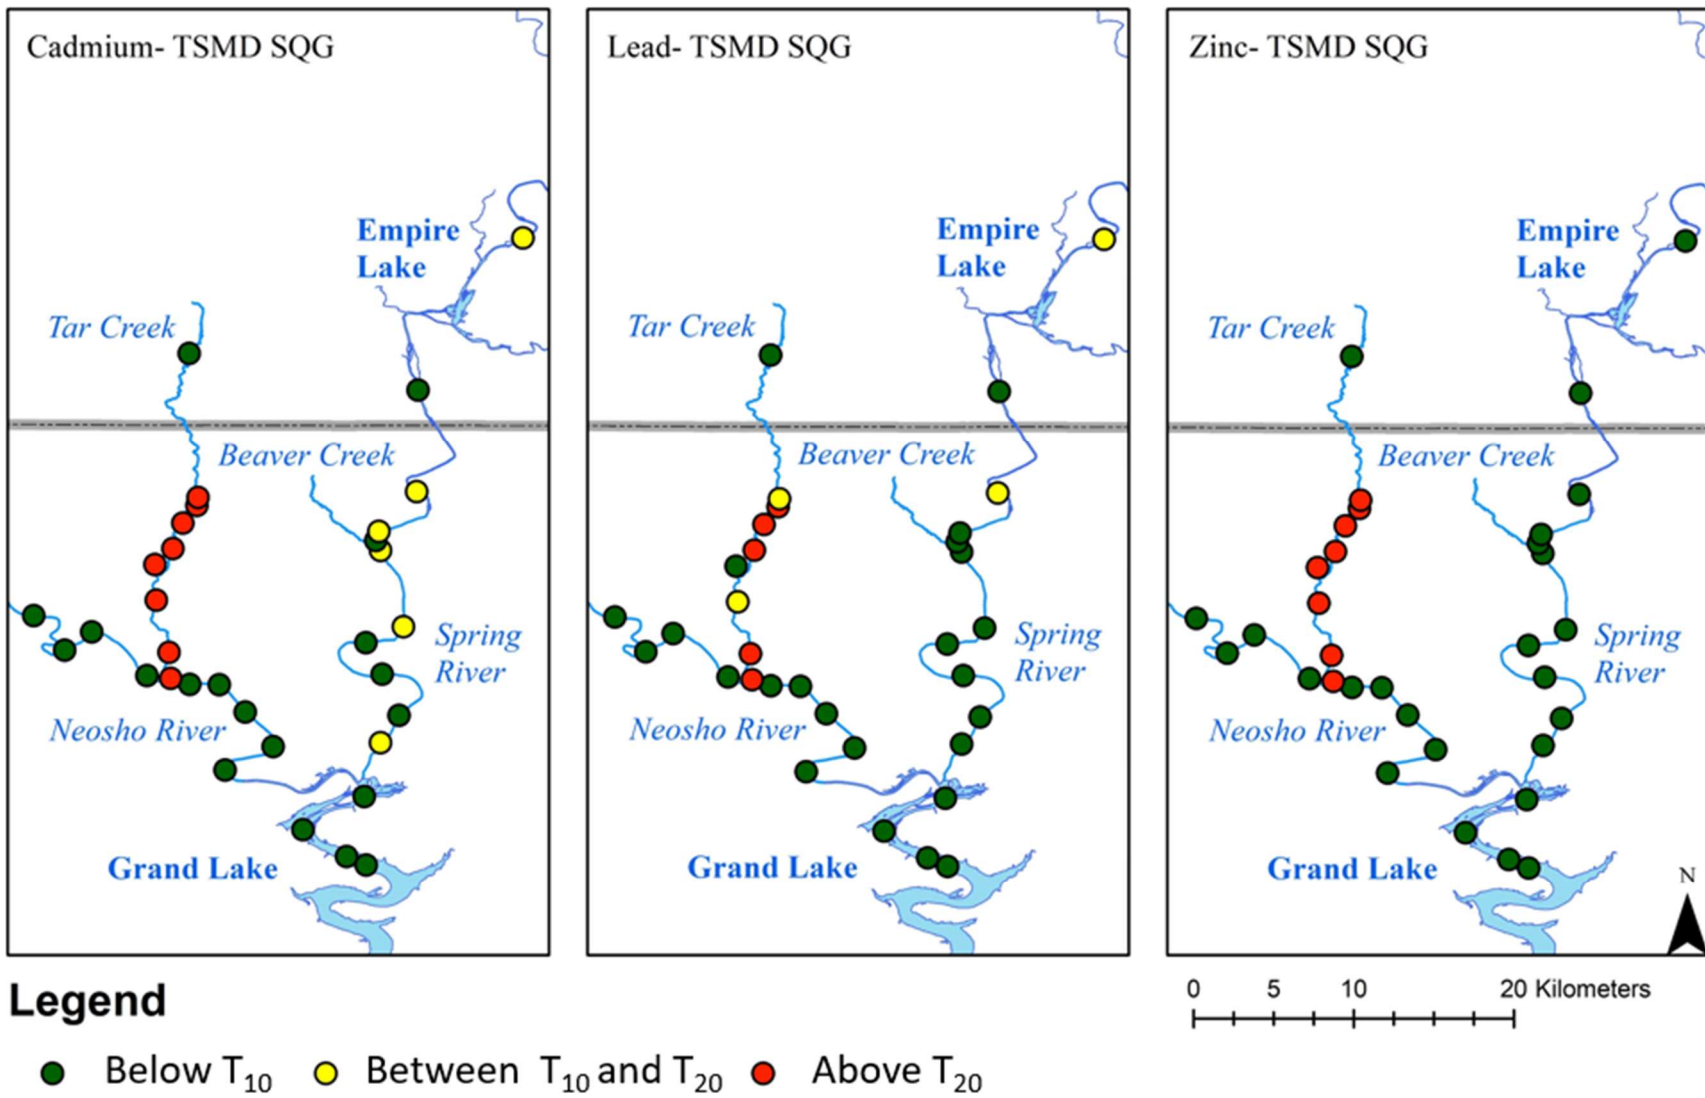 Cadmium- TSMD SQG
Empire
Lake
Tar Creek
Beaver Creek
Spring
River
Neosho River
Grand Lake
Lead- TSMD SQG
Empire
Lake
Tar Creek
Beaver Creek
Spring
River
Neosho River
Grand Lake
Zinc- TSMD SQG
Empire
Lake
Tar Creek
Beaver Creek
Spring
River
Neosho River
Grand Lake
N
0 5 10 20 Kilometers
Legend
Below T10 Between T10 and T20 Above T20